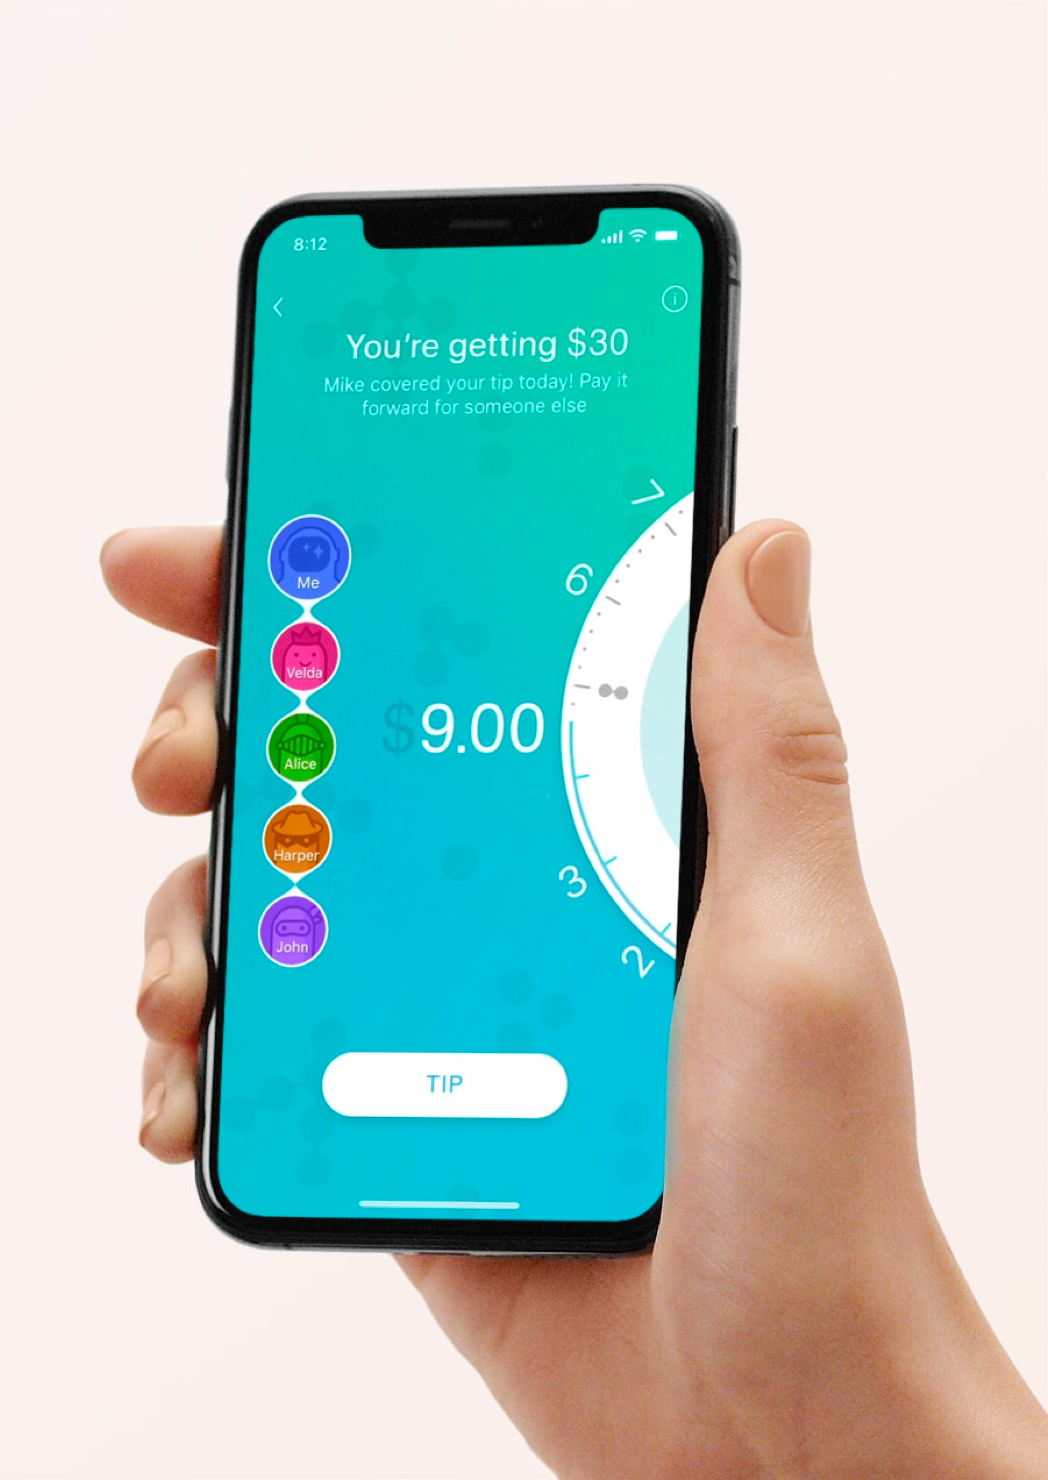 8:12
You're getting $30
Mike covered your tip today! Pay it
forward for someone else
7
6
Me
Velda
Alice
$9.00
Harper
3
John
2
TIP